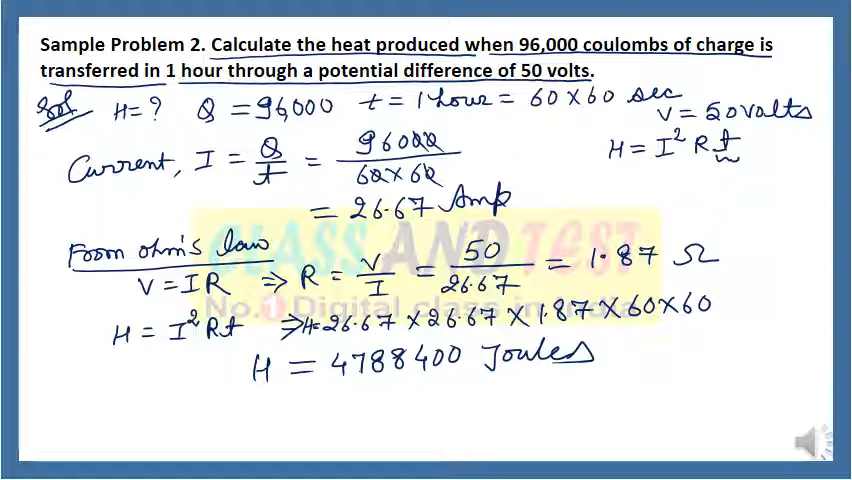 Sample Problem 2. Calculate the heat produced when 96,000 coulombs of charge is
transferred in 1 hour through a potential difference of 50 volts.
Sol H = ? Q = 96,000 t = 1 hour = 60 × 60 sec
V = 50 volts
Current, I = Q/t = 96000/60×60
H = I² R t
= 26.67 Amp
CLASS AND TEST
From ohm's law
V = IR ⇒ R = V/I = 50/26.67 = 1.87 Ω
No.1 Digital class in India
H = I² Rt ⇒ H = 26.67 × 26.67 × 1.87 × 60 × 60
H = 4788400 Joules